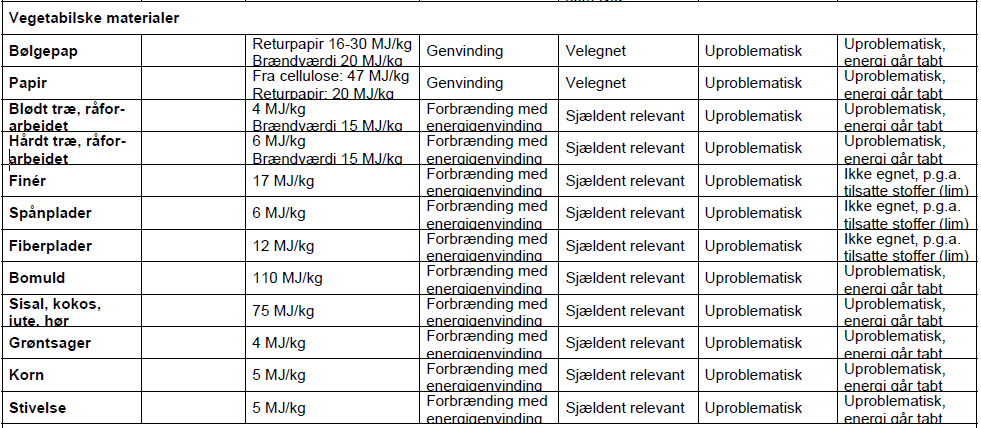 Vegetabilske materialer
Bølgepap
Returpapir 16-30 MJ/kg
Brændværdi 20 MJ/kg
Genvinding
Velegnet
Uproblematisk
Uproblematisk,
energi går tabt
Papir
Fra cellulose: 47 MJ/kg
Returpapir: 20 MJ/kg
Genvinding
Velegnet
Uproblematisk
Uproblematisk,
energi går tabt
Blødt træ, råfor-
arbeidet
4 MJ/kg
Brændværdi 15 MJ/kg
Forbrænding med
energigenvinding
Sjældent relevant
Uproblematisk
Uproblematisk,
energi går tabt
Hårdt træ, råfor-
arbeidet
6 MJ/kg
Brændværdi 15 MJ/kg
Forbrænding med
energigenvinding
Sjældent relevant
Uproblematisk
Uproblematisk,
energi går tabt
Finér
17 MJ/kg
Forbrænding med
energigenvinding
Sjældent relevant
Uproblematisk
Ikke egnet, p.g.a.
tilsatte stoffer (lim)
Spånplader
6 MJ/kg
Forbrænding med
energigenvinding
Sjældent relevant
Uproblematisk
Ikke egnet, p.g.a.
tilsatte stoffer (lim)
Fiberplader
12 MJ/kg
Forbrænding med
energigenvinding
Sjældent relevant
Uproblematisk
Ikke egnet, p.g.a.
tilsatte stoffer (lim)
Bomuld
110 MJ/kg
Forbrænding med
energigenvinding
Sjældent relevant
Uproblematisk
Uproblematisk,
energi går tabt
Sisal, kokos,
jute, hør
75 MJ/kg
Forbrænding med
energigenvinding
Sjældent relevant
Uproblematisk
Uproblematisk,
energi går tabt
Grøntsager
4 MJ/kg
Forbrænding med
energigenvinding
Sjældent relevant
Uproblematisk
Uproblematisk,
energi går tabt
Korn
5 MJ/kg
Forbrænding med
energigenvinding
Sjældent relevant
Uproblematisk
Uproblematisk,
energi går tabt
Stivelse
5 MJ/kg
Forbrænding med
energigenvinding
Sjældent relevant
Uproblematisk
Uproblematisk,
energi går tabt